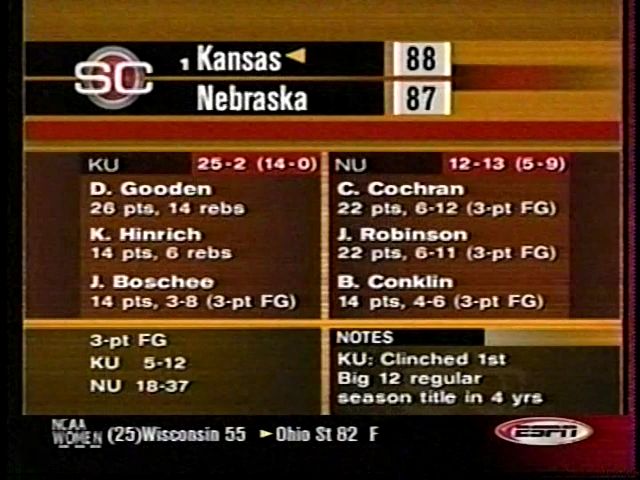 SC
1 Kansas ◄ 88
Nebraska 87
KU 25-2 (14-0)
D. Gooden
26 pts, 14 rebs
K. Hinrich
14 pts, 6 rebs
J. Boschee
14 pts, 3-8 (3-pt FG)
NU 12-13 (5-9)
C. Cochran
22 pts, 6-12 (3-pt FG)
J. Robinson
22 pts, 6-11 (3-pt FG)
B. Conklin
14 pts, 4-6 (3-pt FG)
3-pt FG
KU 5-12
NU 18-37
NOTES
KU: Clinched 1st
Big 12 regular
season title in 4 yrs
NCAA
WOMEN
(25)Wisconsin 55 ►Ohio St 82 F
ESPN